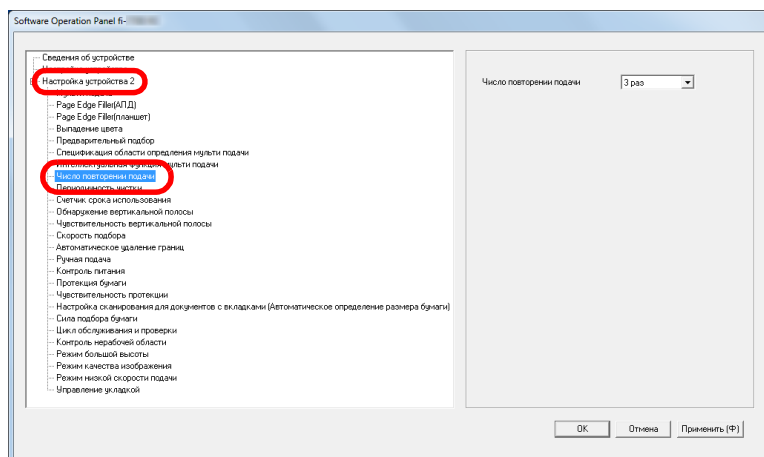 Software Operation Panel fi-
Сведения об устройстве
Настройка устройства 2
Page Edge Filler(АПД)
Page Edge Filler(планшет)
Выпадение цвета
Предварительный подбор
Спецификация области опредления мульти подачи
Интеллектуальная функция мульти подачи
Число повторении подачи
Периодичность чистки
Счетчик срока использования
Обнаружение вертикальной полосы
Чувствительность вертикальной полосы
Скорость подбора
Автоматическое удаление границ
Ручная подача
Контроль питания
Протекция бумаги
Чувствительность протекции
Настройка сканирования для документов с вкладками (Автоматическое определение размера бумаги)
Сила подбора бумаги
Цикл обслуживания и проверки
Контроль нерабочей области
Режим большой высоты
Режим качества изображения
Режим низкой скорости подачи
Управление укладкой
Число повторении подачи 3 раз
OK Отмена Применить (Ф)